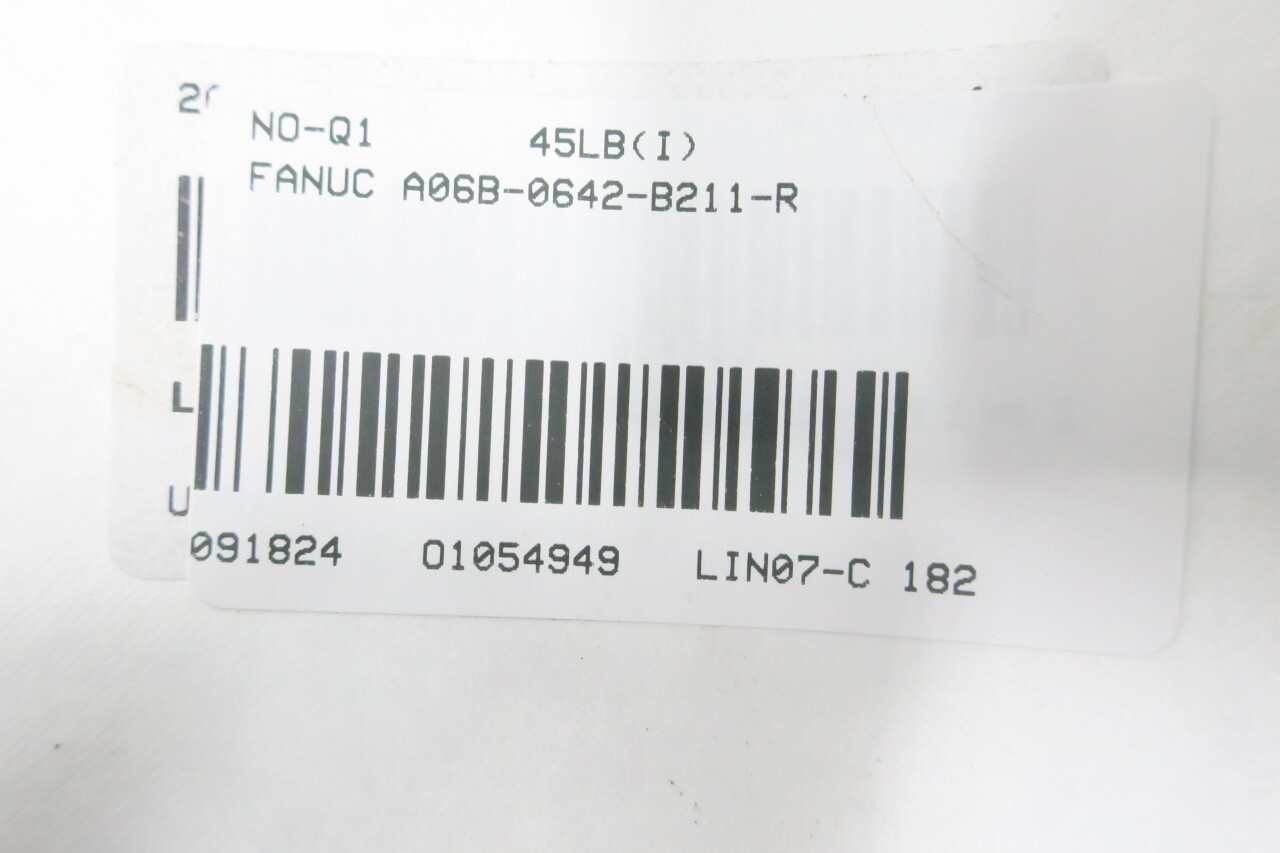 NO-Q1 45LB(I)
FANUC A06B-0642-B211-R
091824 01054949 LIN07-C 182
L
U